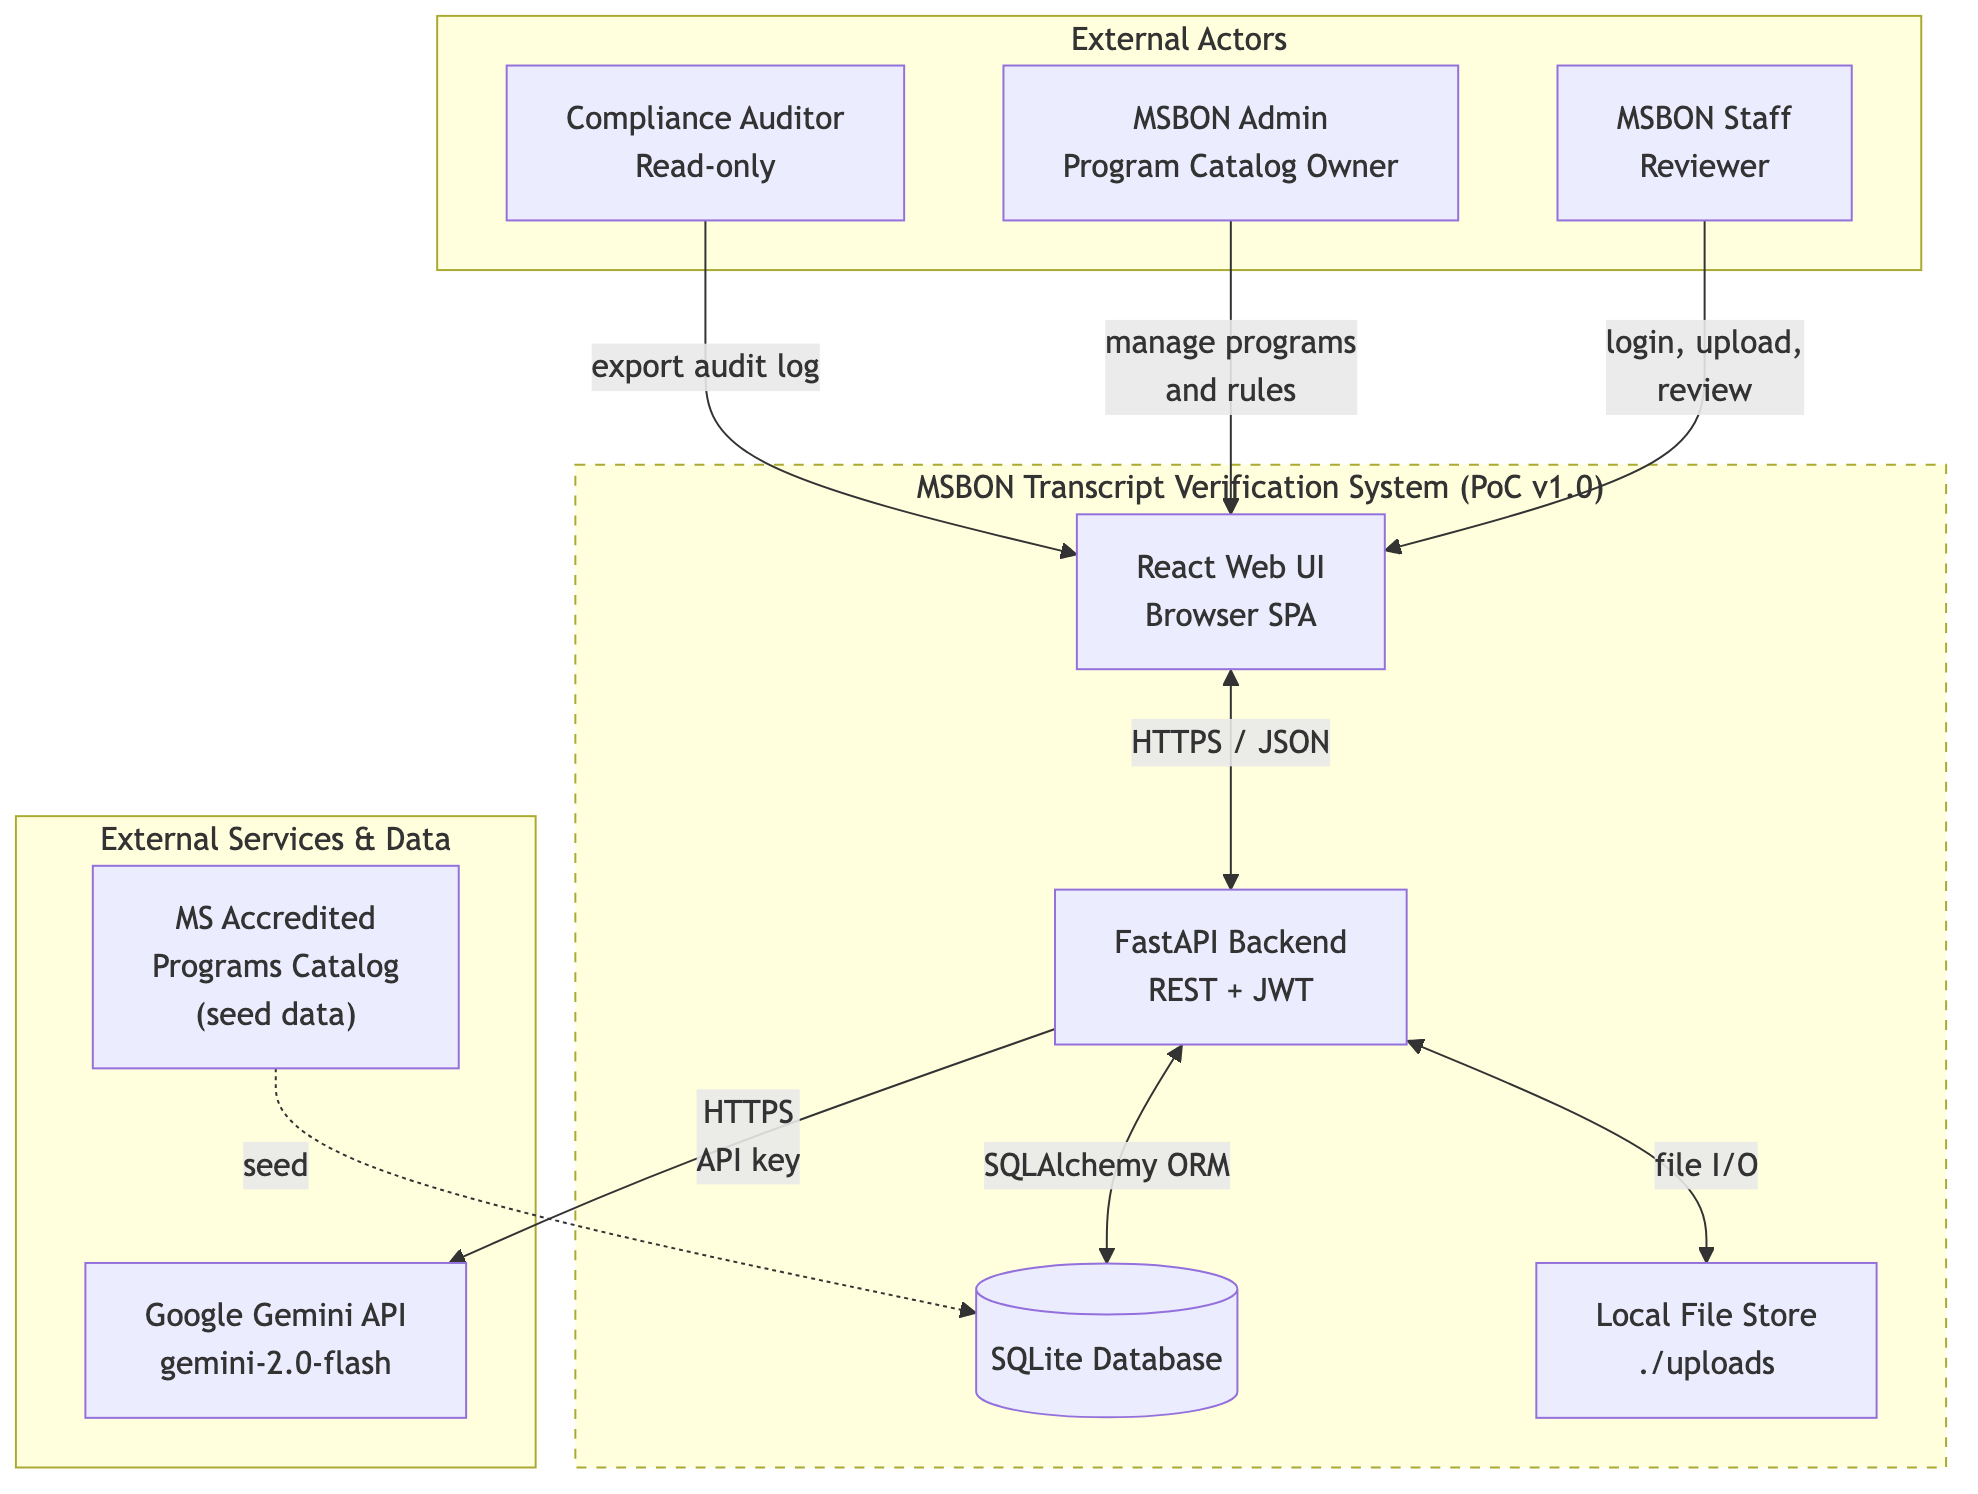 External Actors
Compliance Auditor
Read-only
MSBON Admin
Program Catalog Owner
MSBON Staff
Reviewer
export audit log
manage programs
and rules
login, upload,
review
MSBON Transcript Verification System (PoC v1.0)
React Web UI
Browser SPA
HTTPS / JSON
External Services & Data
MS Accredited
Programs Catalog
(seed data)
FastAPI Backend
REST + JWT
HTTPS
API key
seed
SQLAlchemy ORM
file I/O
Google Gemini API
gemini-2.0-flash
SQLite Database
Local File Store
./uploads